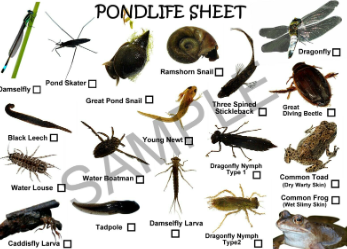 PONDLIFE SHEET
Damselfly
Pond Skater
Great Pond Snail
Ramshorn Snail
Three Spined
Stickleback
Dragonfly
Great
Diving Beetle
Black Leech
Water Boatman
Young Newt
Dragonfly Nymph
Type 1
Common Toad
(Dry Warty Skin)
Water Louse
Common Frog
(Wet Slimy Skin)
Caddisfly Larva
Tadpole
Damselfly Larva
Dragonfly Nymph
Type2
SAMPLE